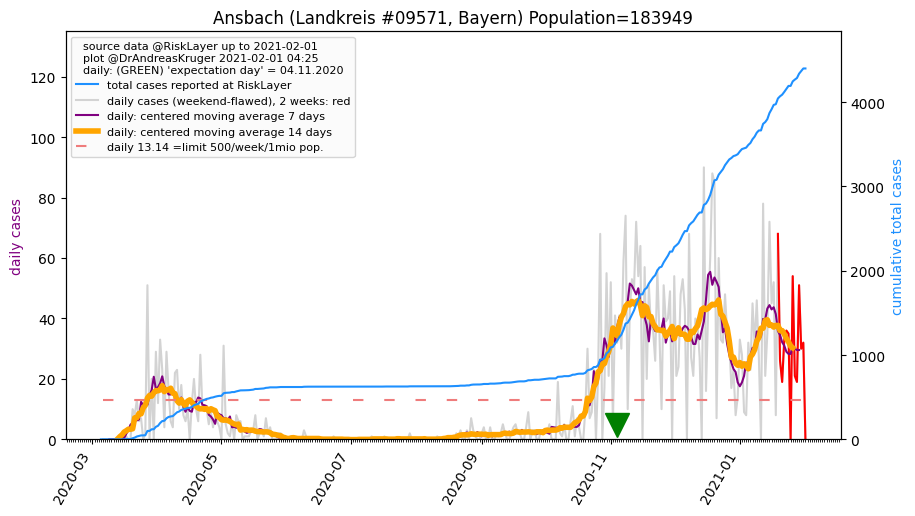 Ansbach (Landkreis #09571, Bayern) Population=183949
source data @RiskLayer up to 2021-02-01
plot @DrAndreasKruger 2021-02-01 04:25
daily: (GREEN) 'expectation day' = 04.11.2020
total cases reported at RiskLayer
daily cases (weekend-flawed), 2 weeks: red
daily: centered moving average 7 days
daily: centered moving average 14 days
daily 13.14 =limit 500/week/1mio pop.
daily cases
120
100
80
60
40
20
0
cumulative total cases
4000
3000
2000
1000
0
2020-03
2020-05
2020-07
2020-09
2020-11
2021-01